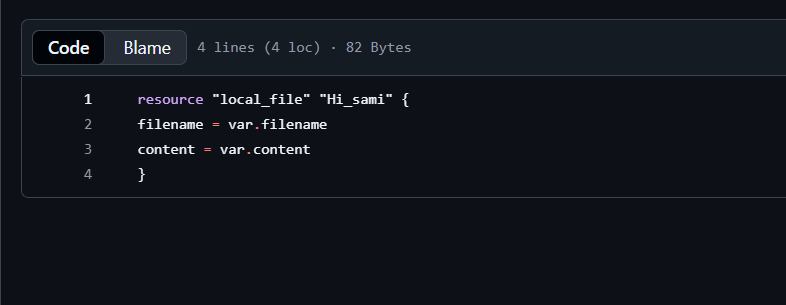 Code Blame 4 lines (4 loc) · 82 Bytes
1 resource "local_file" "Hi_sami" {
2 filename = var.filename
3 content = var.content
4 }